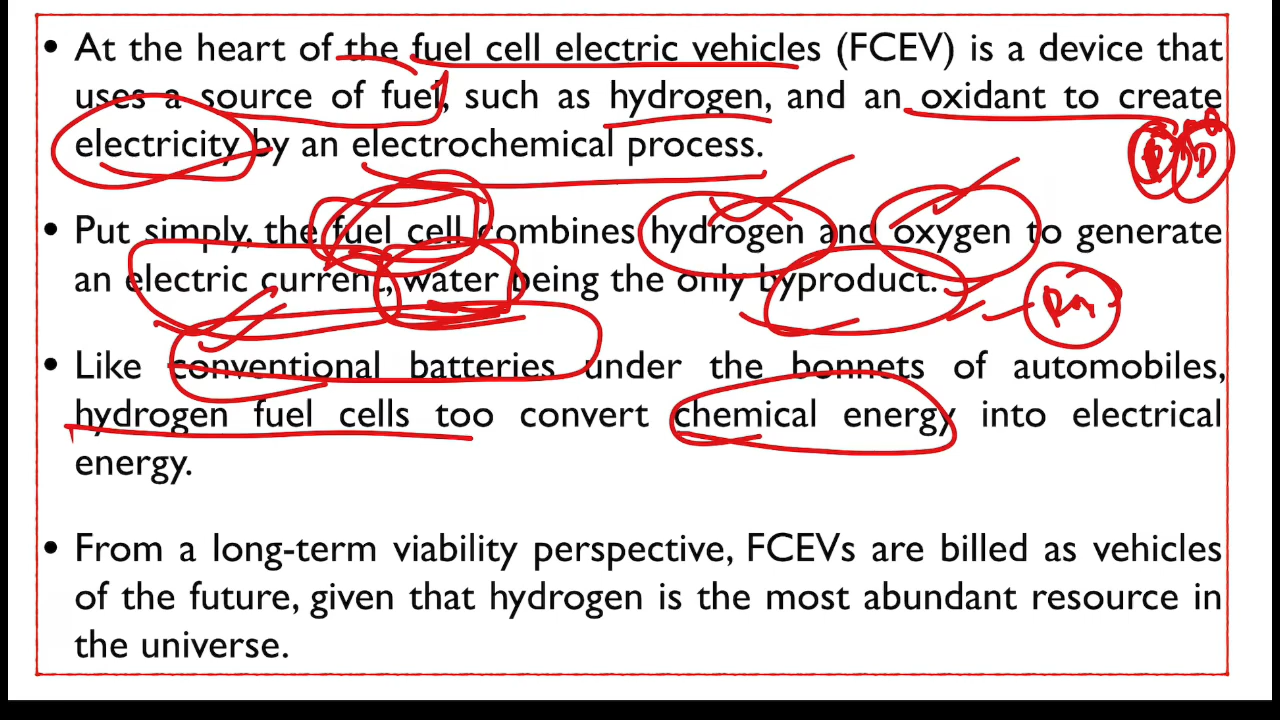 • At the heart of the fuel cell electric vehicles (FCEV) is a device that
uses a source of fuel, such as hydrogen, and an oxidant to create
electricity by an electrochemical process.
• Put simply, the fuel cell combines hydrogen and oxygen to generate
an electric current, water being the only byproduct.
• Like conventional batteries under the bonnets of automobiles,
hydrogen fuel cells too convert chemical energy into electrical
energy.
• From a long-term viability perspective, FCEVs are billed as vehicles
of the future, given that hydrogen is the most abundant resource in
the universe.